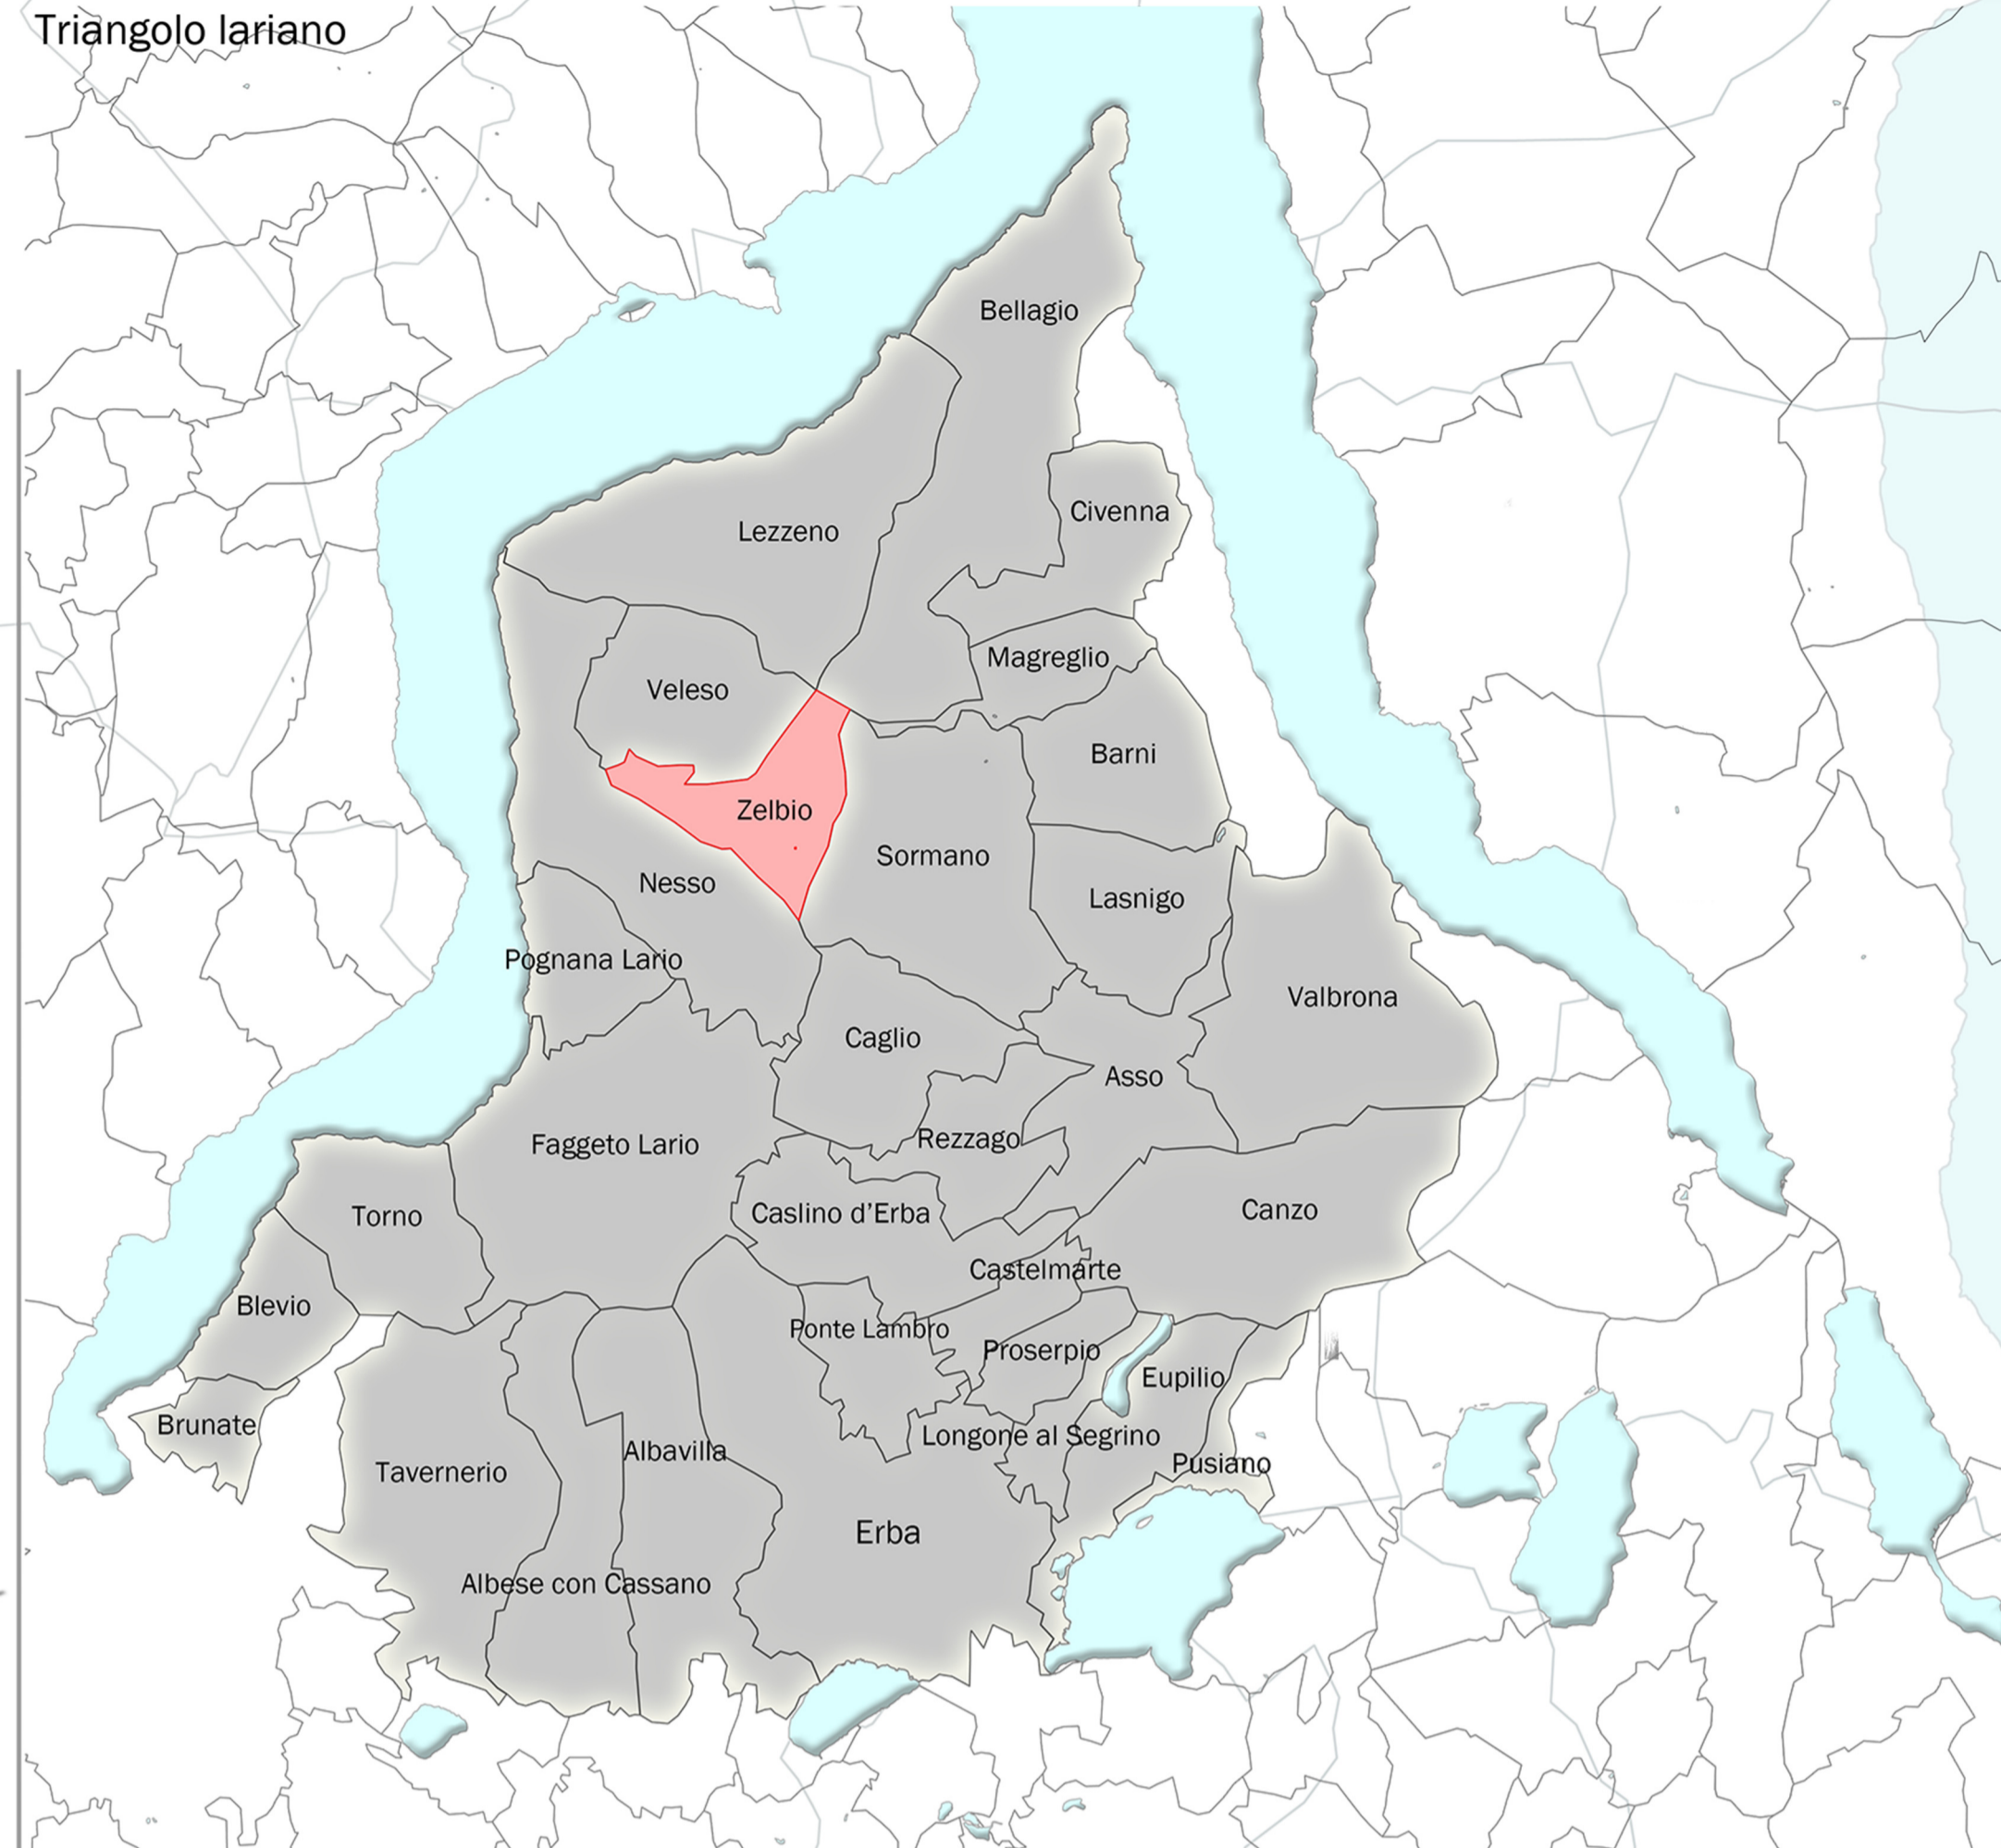 Triangolo lariano
Bellagio
Civenna
Lezzeno
Magreglio
Veleso
Barni
Zelbio
Sormano
Nesso
Lasnigo
Pognana Lario
Valbrona
Caglio
Asso
Rezzago
Faggeto Lario
Canzo
Caslino d'Erba
Torno
Castelmarte
Blevio
Ponte Lambro
Proserpio
Eupilio
Brunate
Longone al Segrino
Albavilla
Pusiano
Tavernerio
Erba
Albese con Cassano